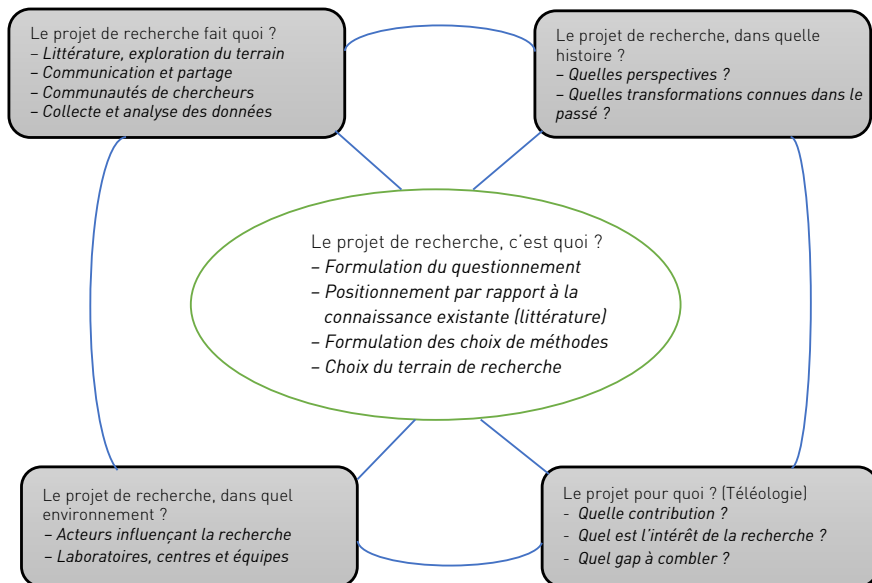 Le projet de recherche fait quoi ?
– Littérature, exploration du terrain
– Communication et partage
– Communautés de chercheurs
– Collecte et analyse des données
Le projet de recherche, dans quelle
histoire ?
– Quelles perspectives ?
– Quelles transformations connues dans le
passé ?
Le projet de recherche, c'est quoi ?
– Formulation du questionnement
– Positionnement par rapport à la
connaissance existante (littérature)
– Formulation des choix de méthodes
– Choix du terrain de recherche
Le projet de recherche, dans quel
environnement ?
– Acteurs influençant la recherche
– Laboratoires, centres et équipes
Le projet pour quoi ? (Téléologie)
- Quelle contribution ?
- Quel est l'intérêt de la recherche ?
- Quel gap à combler ?